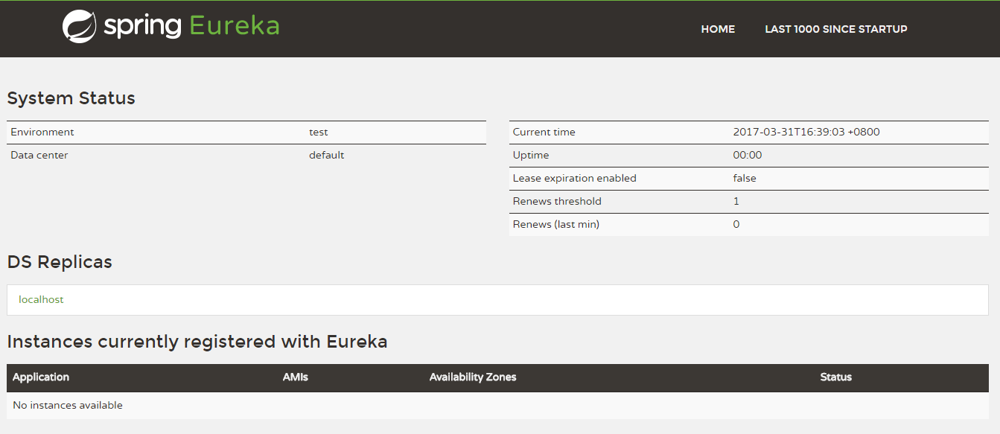 spring Eureka
HOME LAST 1000 SINCE STARTUP
System Status
Environment test
Data center default
Current time 2017-03-31T16:39:03 +0800
Uptime 00:00
Lease expiration enabled false
Renews threshold 1
Renews (last min) 0
DS Replicas
localhost
Instances currently registered with Eureka
Application AMIs Availability Zones Status
No instances available